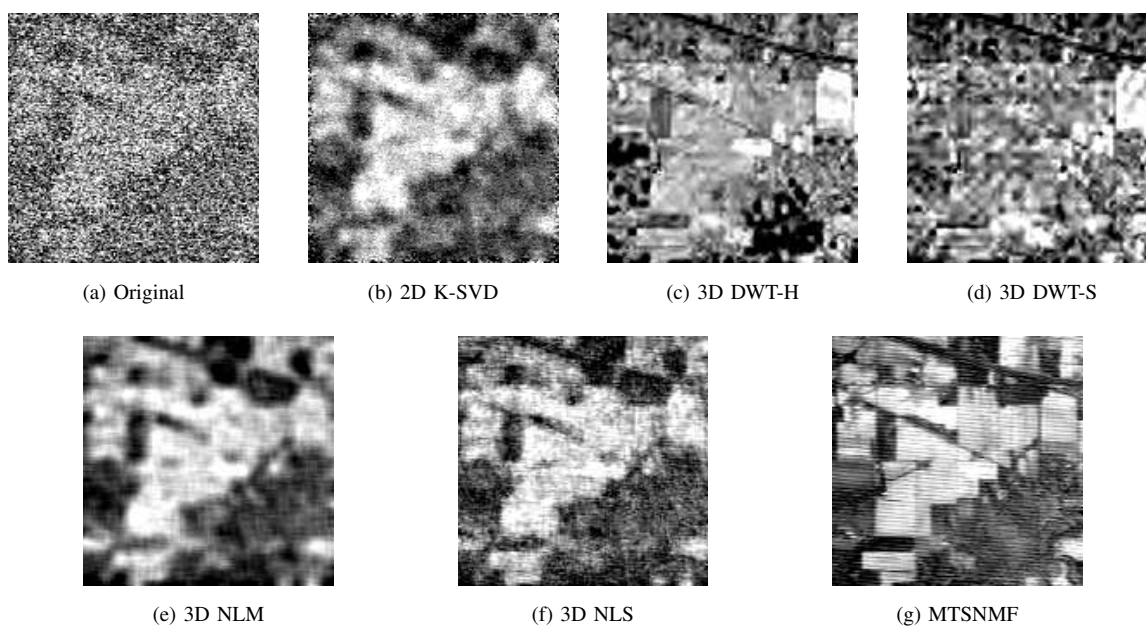 (a) Original
(b) 2D K-SVD
(c) 3D DWT-H
(d) 3D DWT-S
(e) 3D NLM
(f) 3D NLS
(g) MTSNMF